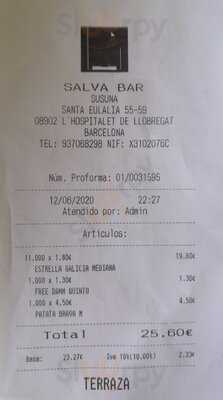 SALVA BAR
SUSUNA
SANTA EULALIA 55-59
08902 L'HOSPITALET DE LLOBREGAT
BARCELONA
TEL: 937068298 NIF: X3102076C
Núm. Proforma: 01/0031595
12/06/2020 22:27
Atendido por: Admin
Artículos:
11.000 x 1.80€ 19.80€
ESTRELLA GALICIA MEDIANA
1.000 x 1.30€ 1.30€
FREE DAMM QUINTO
1.000 x 4.50€ 4.50€
PATATA BRAVA M
Total 25.60€
Base: 23.27€ Iva 10%(10.00%) 2.33€
TERRAZA